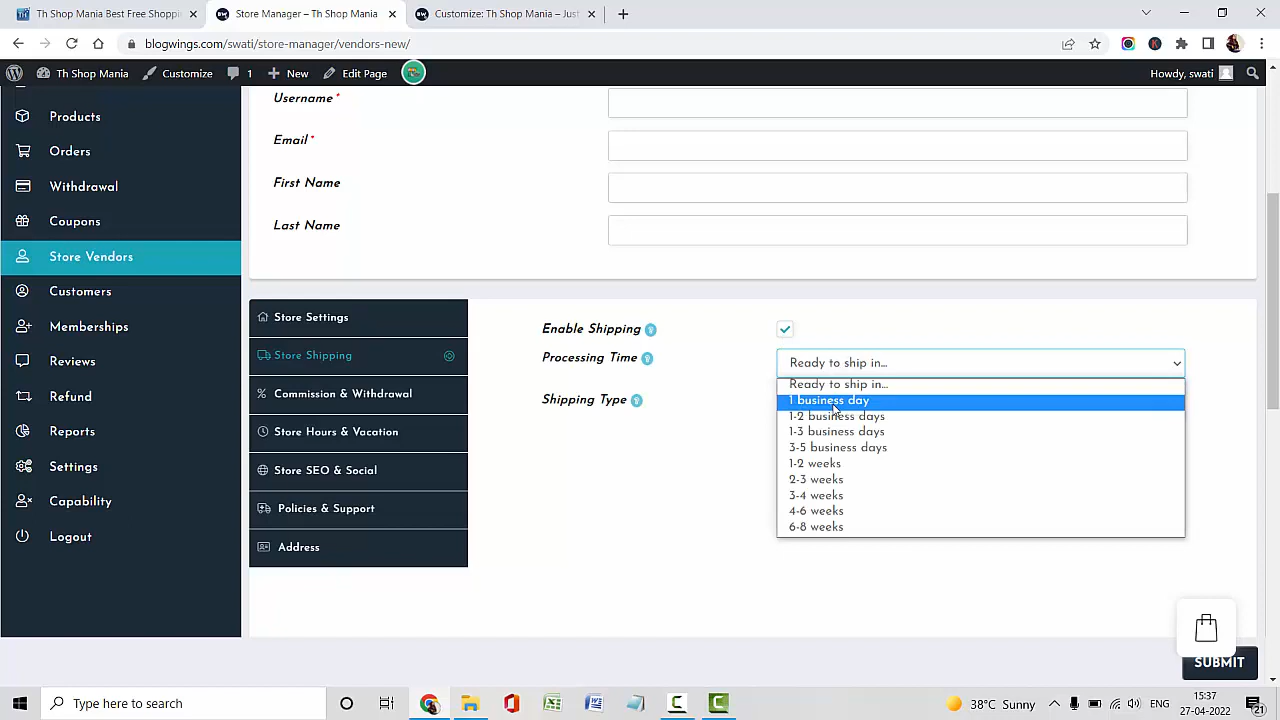 Th Shop Mania Best Free Shoppi
Store Manager – Th Shop Mania
Customize: Th Shop Mania – Just
blogwings.com/swati/store-manager/vendors-new/
Th Shop Mania
Customize
1
New
Edit Page
Howdy, swati
Products
Orders
Withdrawal
Coupons
Store Vendors
Customers
Memberships
Reviews
Refund
Reports
Settings
Capability
Logout
Username*
Email*
First Name
Last Name
Store Settings
Store Shipping
Commission & Withdrawal
Store Hours & Vacation
Store SEO & Social
Policies & Support
Address
Enable Shipping
Processing Time
Ready to ship in...
Shipping Type
Ready to ship in...
1 business day
1-2 business days
1-3 business days
3-5 business days
1-2 weeks
2-3 weeks
3-4 weeks
4-6 weeks
6-8 weeks
SUBMIT
Type here to search
38°C Sunny
ENG
15:37
27-04-2022
21